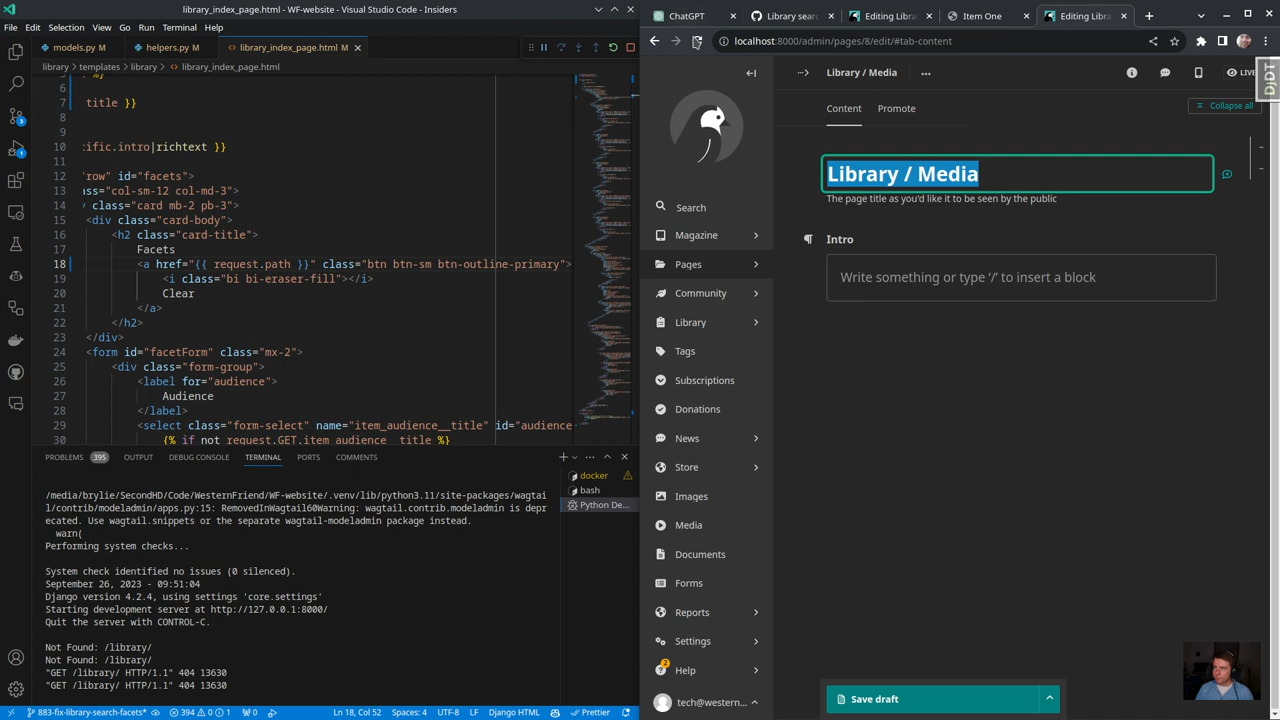 library_index_page.html - WF-website - Visual Studio Code - Insiders
File Edit Selection View Go Run Terminal Help
models.py M
helpers.py M
library_index_page.html M
library > templates > library > library_index_page.html
5 %}
6
7 title }}
8
9
10 ific.intro|richtext }}
11
12 row" id="facets">
13 ass="col-sm-12 col-md-3">
14 class="card mb-2 pb-3">
15 <div class="card-body">
16 <h2 class="card-title">
17 Facets
18 <a href="{{ request.path }}" class="btn btn-sm btn-outline-primary">
19 <i class="bi bi-eraser-fill"></i>
20 clear
21 </a>
22 </h2>
23 </div>
24 <form id="facetForm" class="mx-2">
25 <div class="form-group">
26 <label for="audience">
27 Audience
28 </label>
29 <select class="form-select" name="item_audience__title" id="audience
30 {% if not request.GET.item_audience__title %}
PROBLEMS 395 OUTPUT DEBUG CONSOLE TERMINAL PORTS COMMENTS
docker
bash
Python De...
/media/brylie/SecondHD/Code/WesternFriend/WF-website/.venv/lib/python3.11/site-packages/wagtai
l/contrib/modeladmin/apps.py:15: RemovedInWagtail60Warning: wagtail.contrib.modeladmin is depr
ecated. Use wagtail.snippets or the separate wagtail-modeladmin package instead.
warn(
Performing system checks...
System check identified no issues (0 silenced).
September 26, 2023 - 09:51:04
Django version 4.2.4, using settings 'core.settings'
Starting development server at http://127.0.0.1:8000/
Quit the server with CONTROL-C.
Not Found: /library/
Not Found: /library/
"GET /library/ HTTP/1.1" 404 13630
"GET /library/ HTTP/1.1" 404 13630
883-fix-library-search-facets* 394 1 0 Ln 18, Col 52 Spaces: 4 UTF-8 LF Django HTML Prettier
ChatGPT
Library sear
Editing Libra
Item One
Editing Libra
localhost:8000/admin/pages/8/edit/#tab-content
DjDT
Library / Media
LIVE
Content Promote
Collapse all
Library / Media
The page title as you'd like it to be seen by the public
Intro
Write something or type '/' to insert a block
Search
Magazine
Pages
Community
Library
Tags
Subscriptions
Donations
News
Store
Images
Media
Documents
Forms
Reports
Settings
2
Help
tech@western...
Save draft